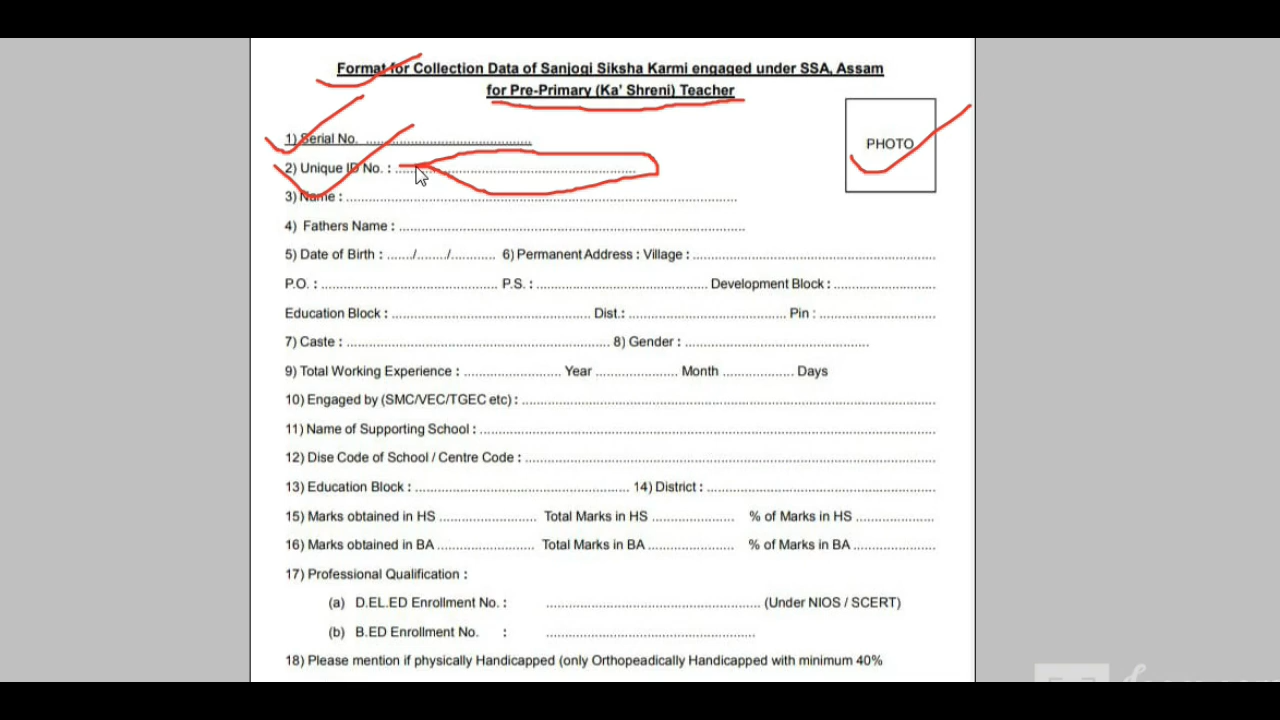 Format for Collection Data of Sanjogi Siksha Karmi engaged under SSA, Assam
for Pre-Primary (Ka' Shreni) Teacher
PHOTO
1) Serial No. ..........................................
2) Unique ID No. : ............................................................
3) Name : .......................................................................................
4) Fathers Name : .............................................................................
5) Date of Birth : ....../......./........... 6) Permanent Address : Village : ......................................................
P.O. : ....................................... P.S. : ...................................... Development Block : .......................
Education Block : ............................................ Dist.: ................................... Pin : ..........................
7) Caste : .......................................................... 8) Gender : .........................................
9) Total Working Experience : ...................... Year .................. Month ................ Days
10) Engaged by (SMC/VEC/TGEC etc) : ............................................................................................
11) Name of Supporting School : .....................................................................................................
12) Dise Code of School / Centre Code : ...........................................................................................
13) Education Block : ................................................ 14) District : ...................................................
15) Marks obtained in HS ...................... Total Marks in HS .................. % of Marks in HS .................
16) Marks obtained in BA ...................... Total Marks in BA ................... % of Marks in BA ..................
17) Professional Qualification :
(a) D.EL.ED Enrollment No. : ................................................ (Under NIOS / SCERT)
(b) B.ED Enrollment No. : ..............................................
18) Please mention if physically Handicapped (only Orthopeadically Handicapped with minimum 40%